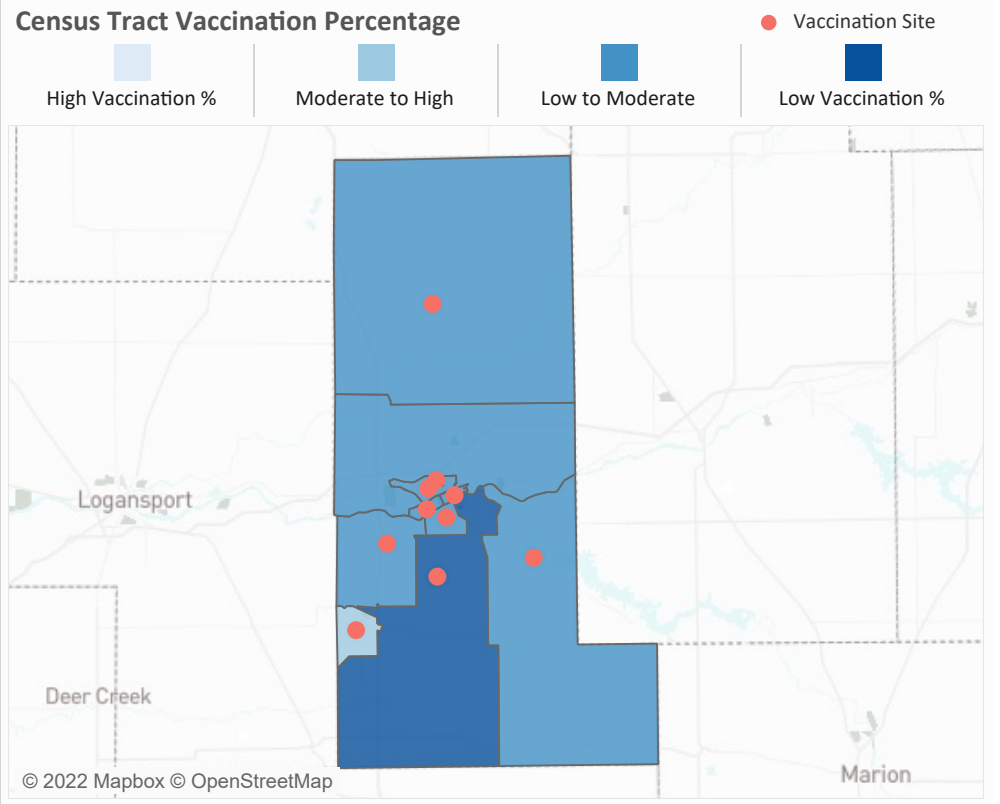 Census Tract Vaccination Percentage
Vaccination Site
High Vaccination %
Moderate to High
Low to Moderate
Low Vaccination %
Logansport
Deer Creek
Marion
© 2022 Mapbox © OpenStreetMap